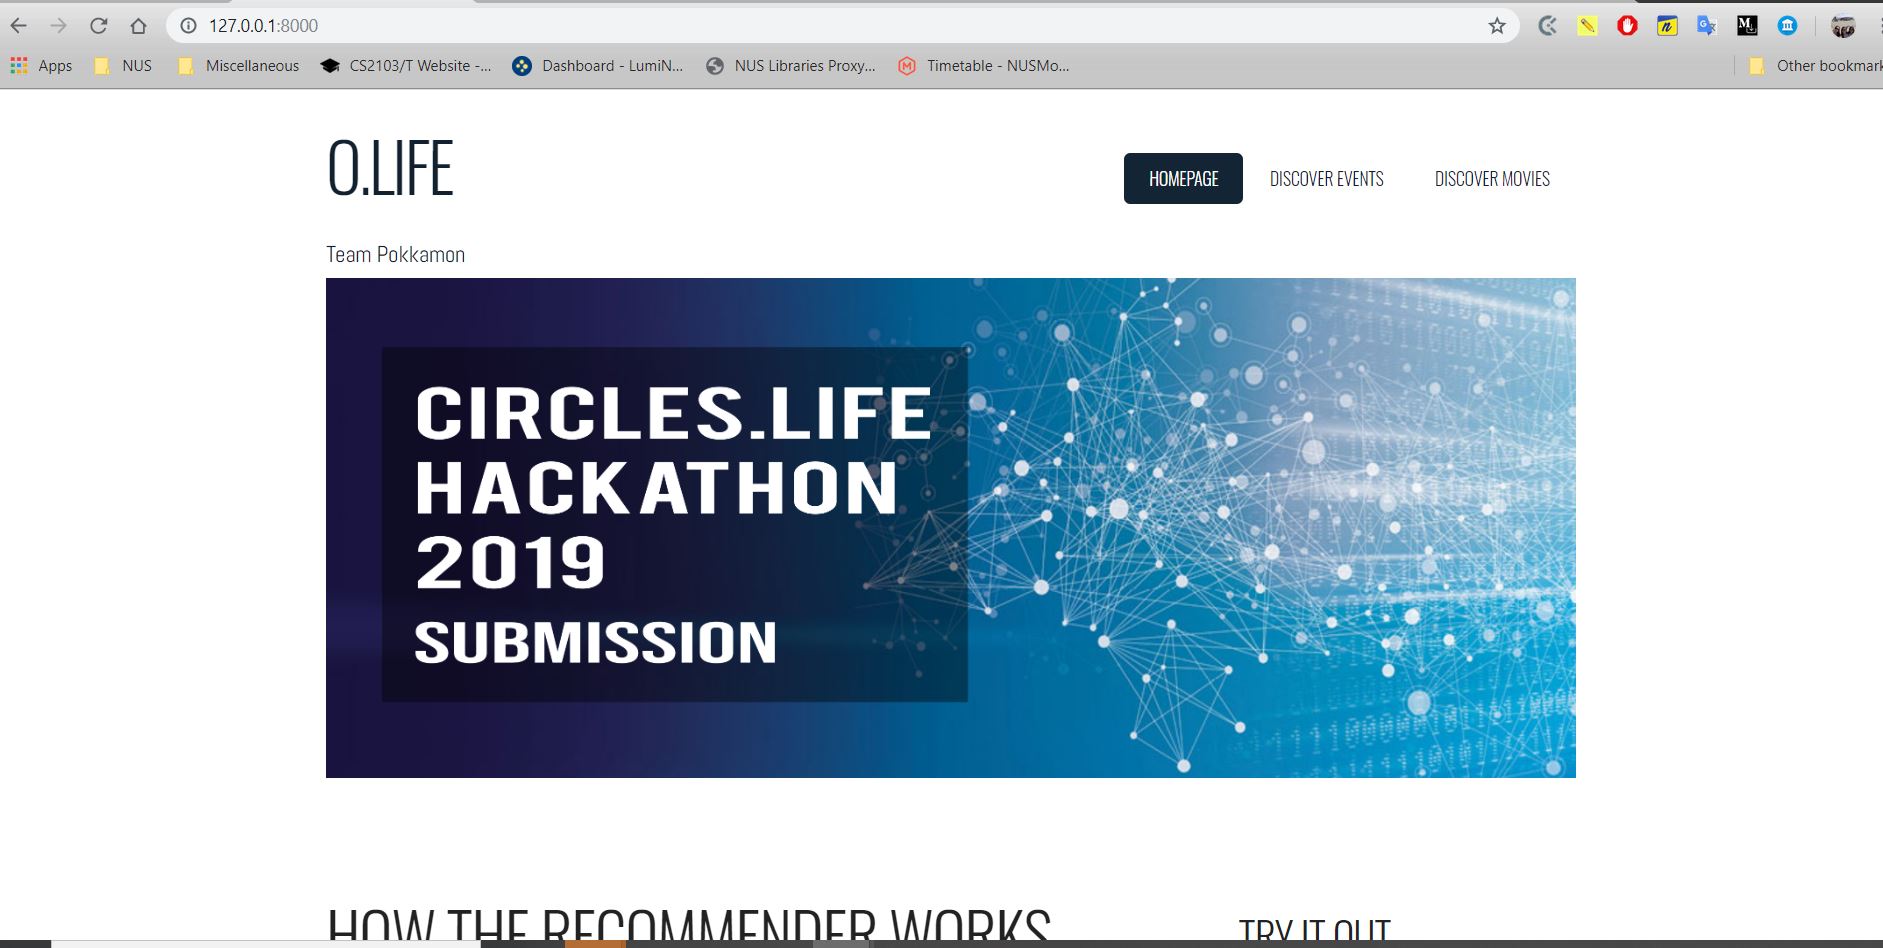 127.0.0.1:8000
Apps NUS Miscellaneous CS2103/T Website -... Dashboard - LumiN... NUS Libraries Proxy... Timetable - NUSMo... Other bookmark
O.LIFE
HOMEPAGE DISCOVER EVENTS DISCOVER MOVIES
Team Pokkamon
CIRCLES.LIFE
HACKATHON
2019
SUBMISSION
HOW THE RECOMMENDER WORKS
TRY IT OUT